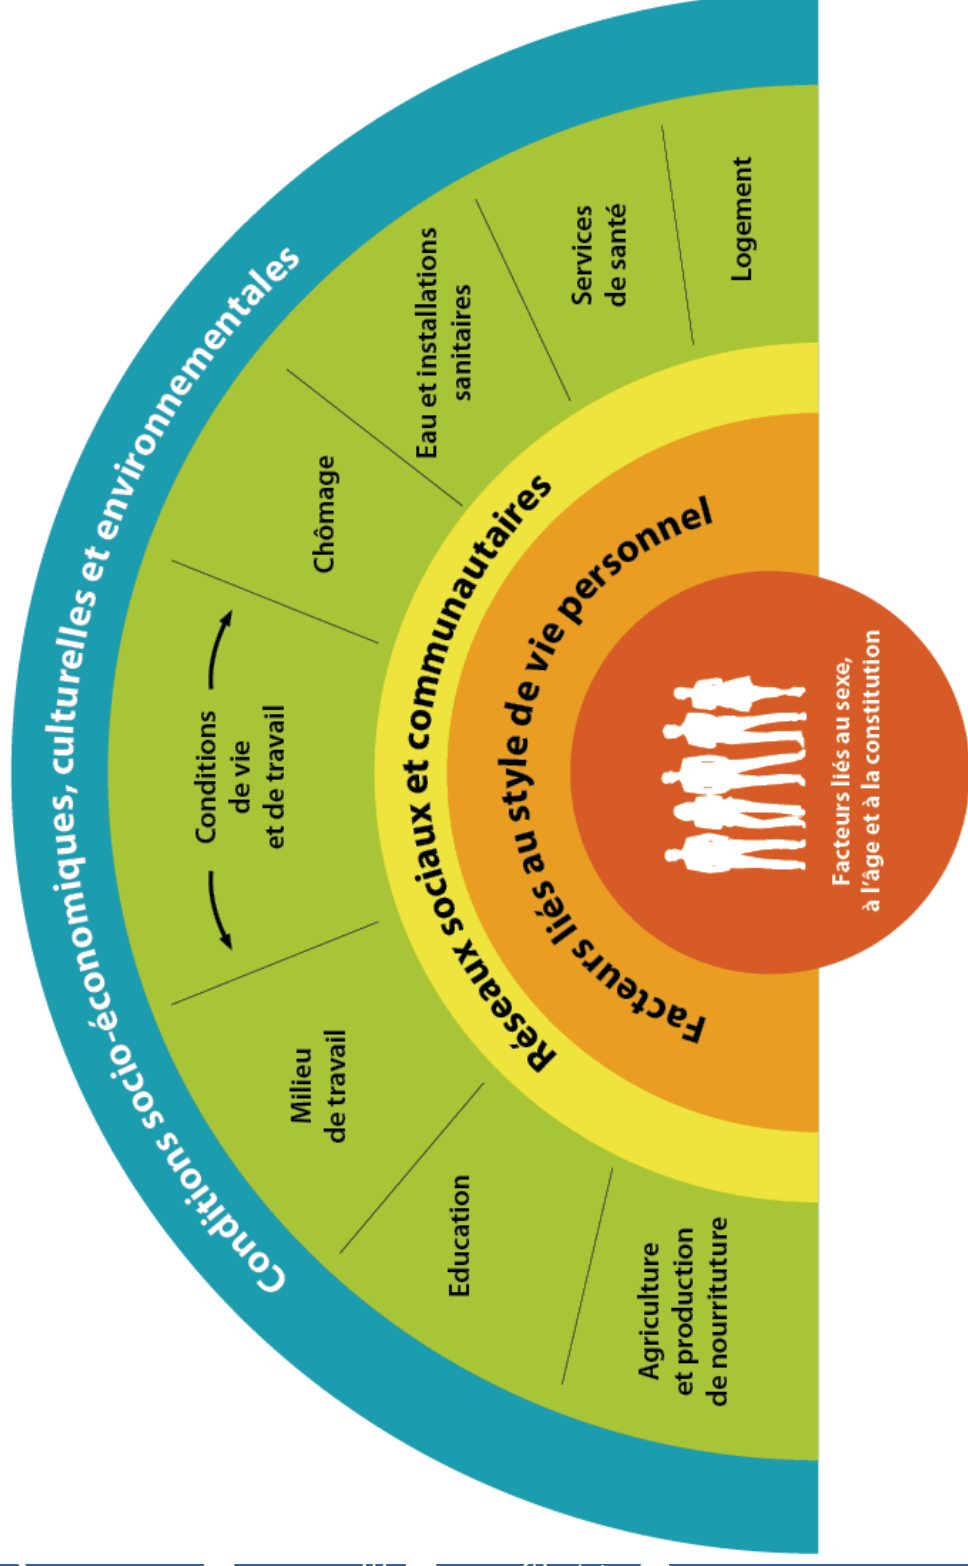 Conditions socio-économiques, culturelles et environnementales
Conditions
de vie
et de travail
Agriculture
et production
de nourrituture
Education
Milieu
de travail
Chômage
Eau et installations
sanitaires
Services
de santé
Logement
Réseaux sociaux et communautaires
Facteurs liés au style de vie personnel
Facteurs liés au sexe,
à l'âge et à la constitution